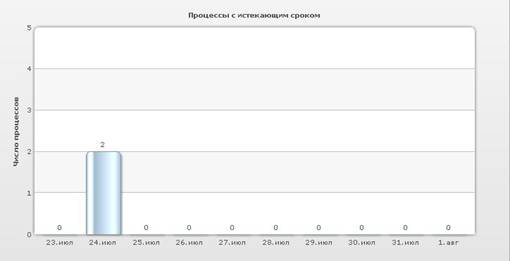 Процессы с истекающим сроком
Число процессов
5
4
3
2
1
0
0 2 0 0 0 0 0 0 0 0
23.июл 24.июл 25.июл 26.июл 27.июл 28.июл 29.июл 30.июл 31.июл 1.авг